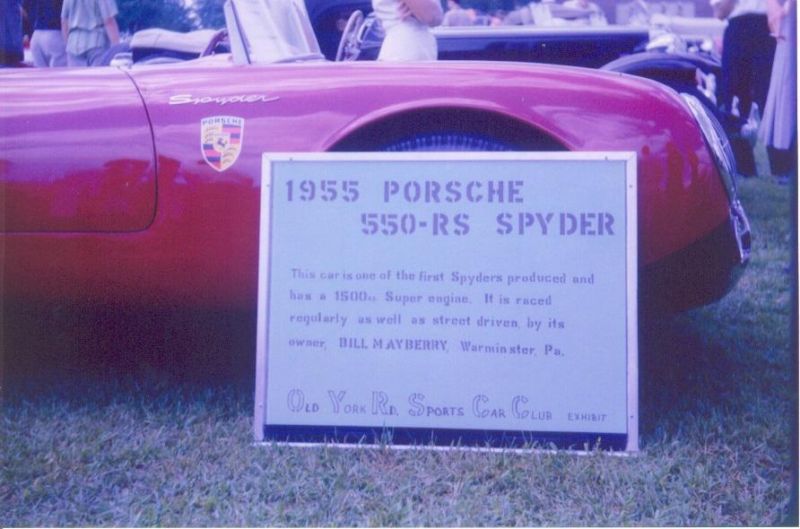 Spyder
PORSCHE
1955 PORSCHE
550-RS SPYDER
This car is one of the first Spyders produced and
has a 1500cc. Super engine. It is raced
regularly as well as street driven, by its
owner, BILL MAYBERRY, Warminster, Pa.
OLD YORK RD. SPORTS CAR CLUB EXHIBIT